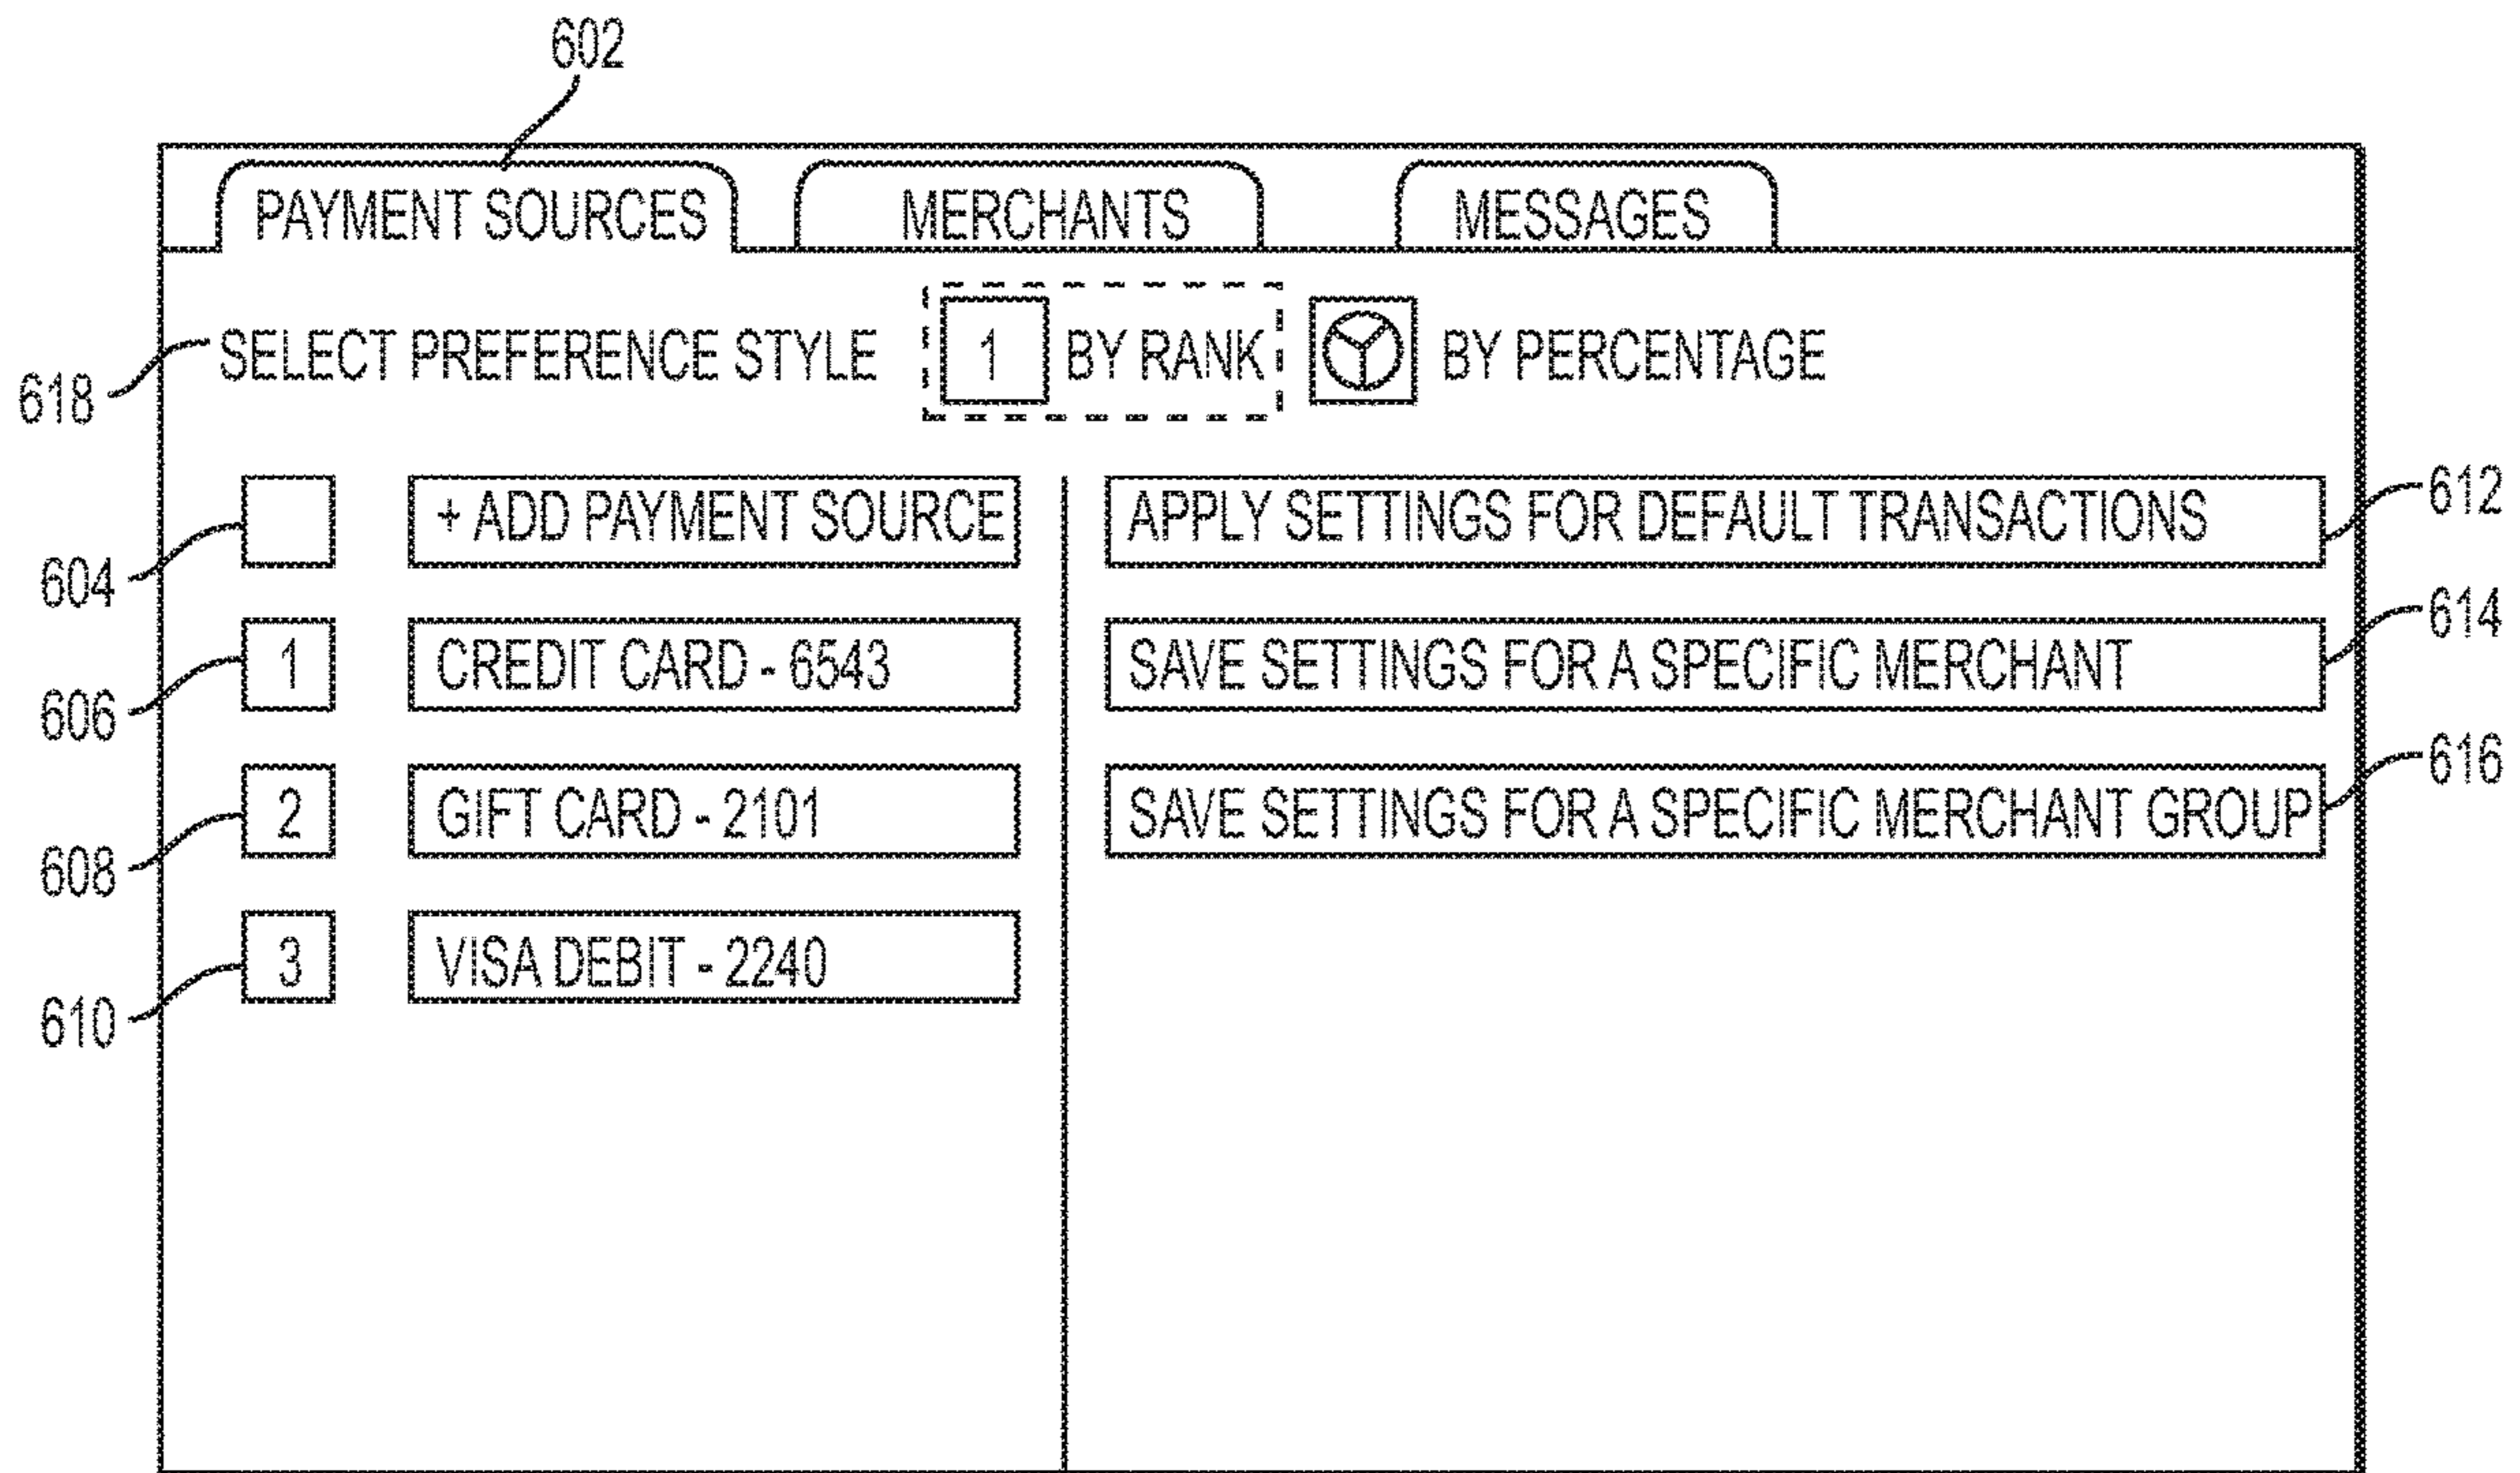 602
PAYMENT SOURCES MERCHANTS MESSAGES
618 SELECT PREFERENCE STYLE 1 BY RANK BY PERCENTAGE
604 + ADD PAYMENT SOURCE APPLY SETTINGS FOR DEFAULT TRANSACTIONS 612
606 1 CREDIT CARD - 6543 SAVE SETTINGS FOR A SPECIFIC MERCHANT 614
608 2 GIFT CARD - 2101 SAVE SETTINGS FOR A SPECIFIC MERCHANT GROUP 616
610 3 VISA DEBIT - 2240